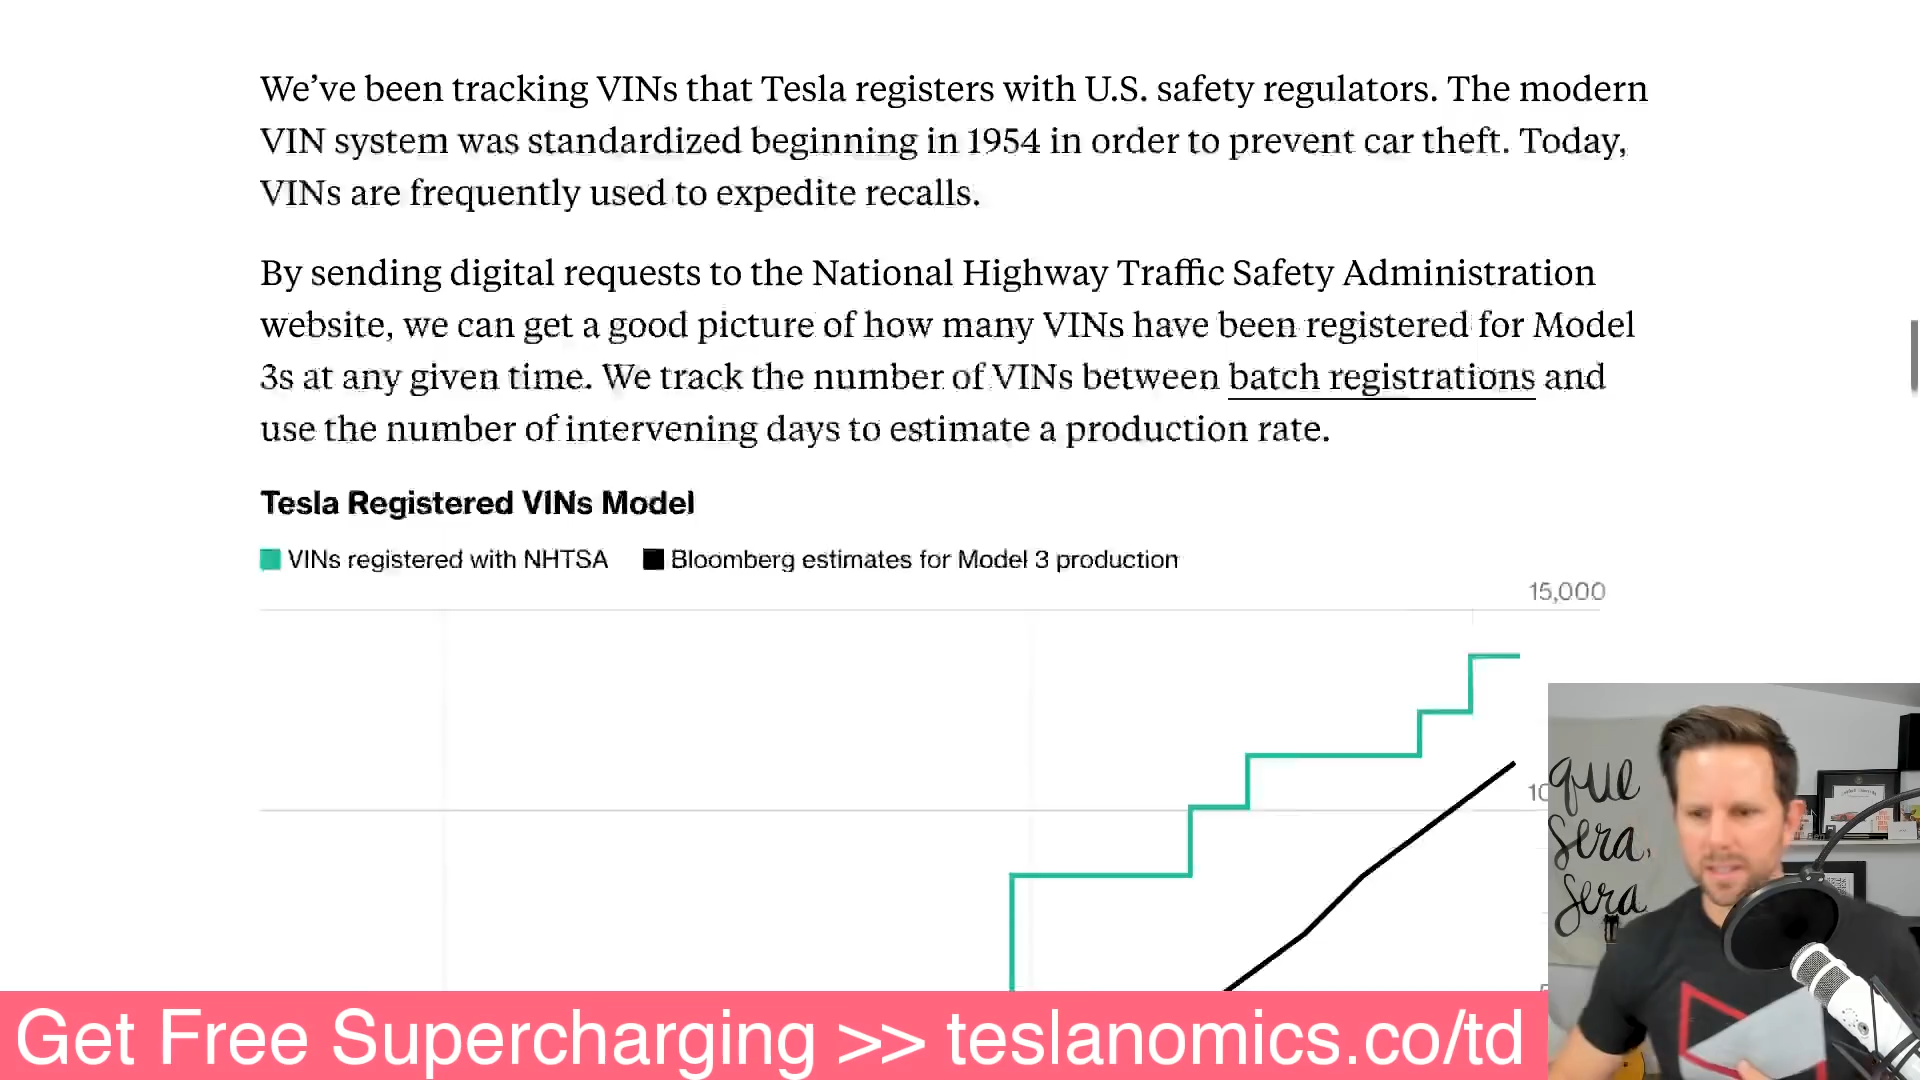 We’ve been tracking VINs that Tesla registers with U.S. safety regulators. The modern
VIN system was standardized beginning in 1954 in order to prevent car theft. Today,
VINs are frequently used to expedite recalls.
By sending digital requests to the National Highway Traffic Safety Administration
website, we can get a good picture of how many VINs have been registered for Model
3s at any given time. We track the number of VINs between batch registrations and
use the number of intervening days to estimate a production rate.
Tesla Registered VINs Model
VINs registered with NHTSA Bloomberg estimates for Model 3 production
15,000
que
sera,
sera
Get Free Supercharging >> teslanomics.co/td